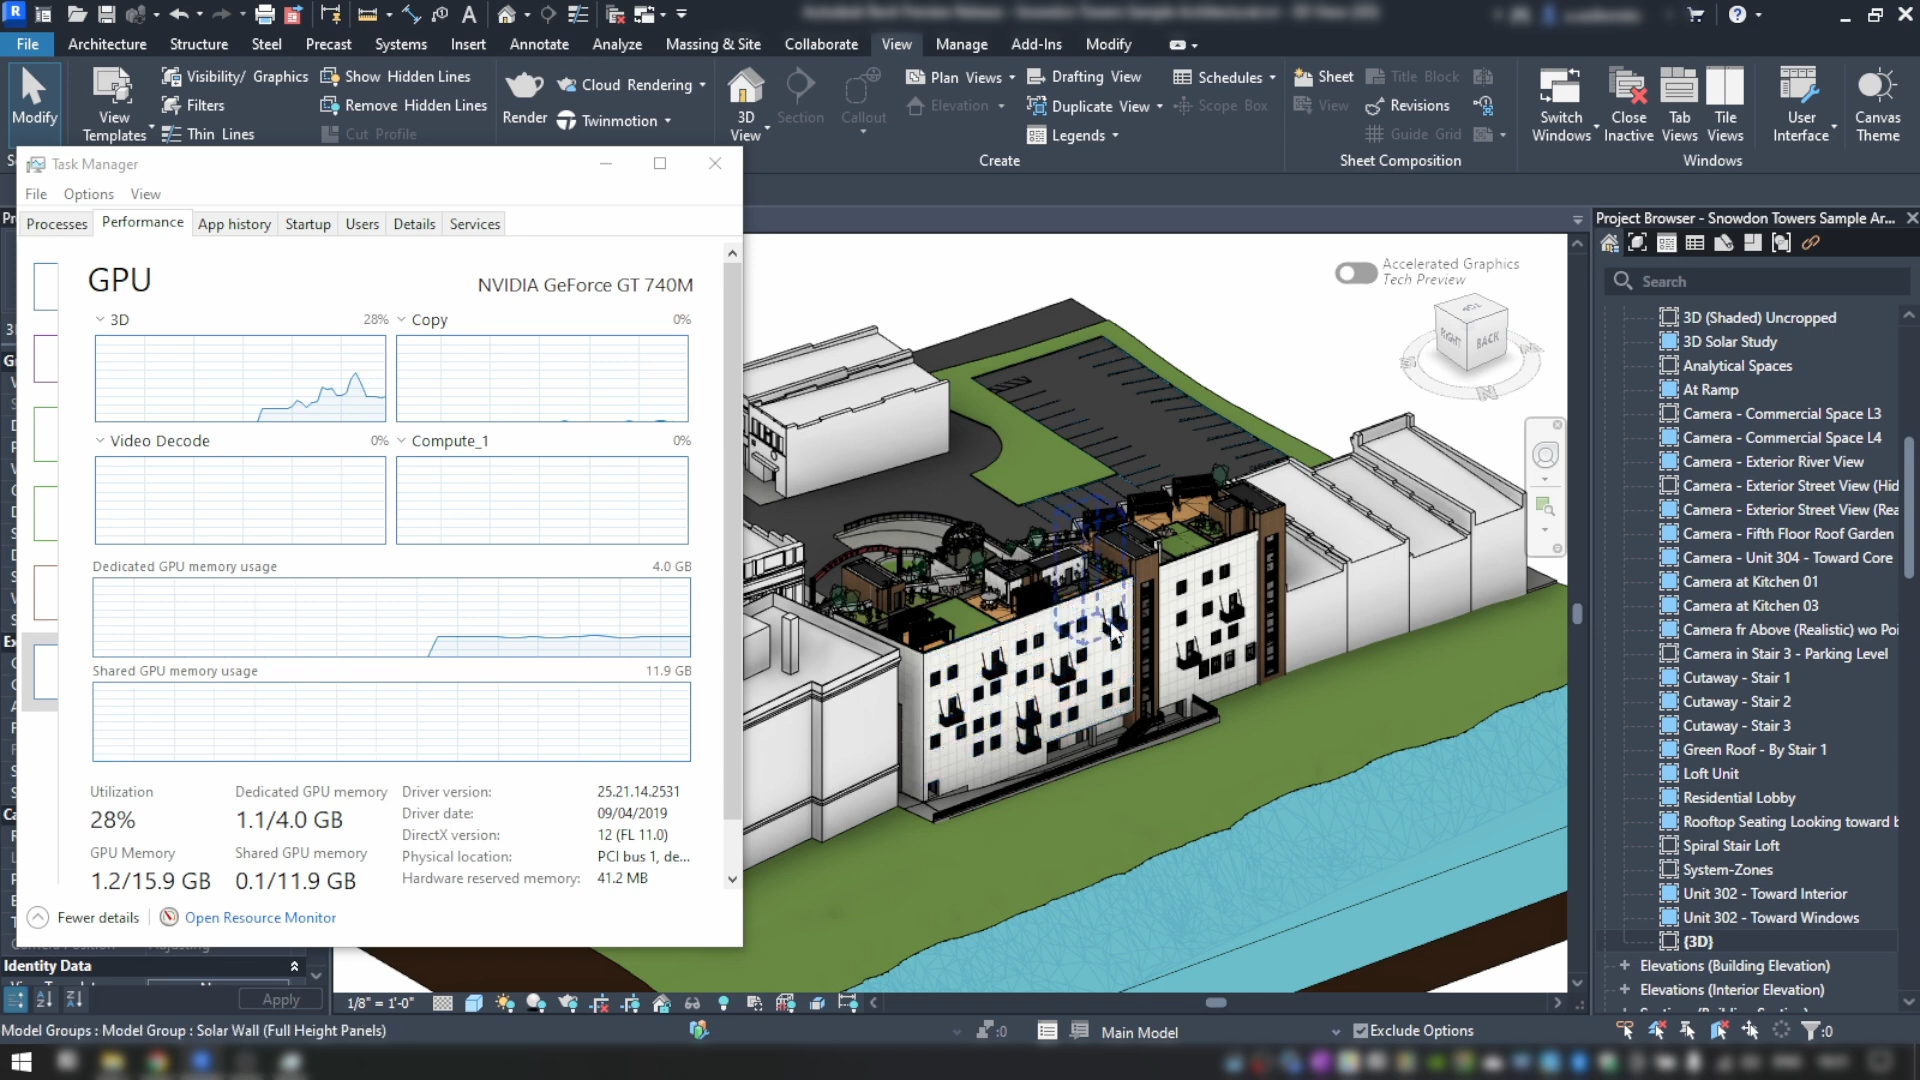 File Architecture Structure Steel Precast Systems Insert Annotate Analyze Massing & Site Collaborate View Manage Add-Ins Modify
Modify
View Templates
Visibility/ Graphics
Filters
Thin Lines
Show Hidden Lines
Remove Hidden Lines
Cut Profile
Render
Cloud Rendering
Twinmotion
3D View
Section
Callout
Plan Views
Elevation
Drafting View
Duplicate View
Legends
Schedules
Scope Box
Create
Sheet
View
Title Block
Revisions
Guide Grid
Sheet Composition
Switch Windows
Close Inactive
Tab Views
Tile Views
User Interface
Windows
Canvas Theme
Task Manager
File Options View
Processes Performance App history Startup Users Details Services
GPU
NVIDIA GeForce GT 740M
3D 28%
Copy 0%
Video Decode 0%
Compute_1 0%
Dedicated GPU memory usage 4.0 GB
Shared GPU memory usage 11.9 GB
Utilization
28%
Dedicated GPU memory
1.1/4.0 GB
GPU Memory
1.2/15.9 GB
Shared GPU memory
0.1/11.9 GB
Driver version: 25.21.14.2531
Driver date: 09/04/2019
DirectX version: 12 (FL 11.0)
Physical location: PCI bus 1, de...
Hardware reserved memory: 41.2 MB
Fewer details
Open Resource Monitor
Identity Data
Apply
Accelerated Graphics
Tech Preview
RIGHT
BACK
Project Browser - Snowdon Towers Sample Ar...
Search
3D (Shaded) Uncropped
3D Solar Study
Analytical Spaces
At Ramp
Camera - Commercial Space L3
Camera - Commercial Space L4
Camera - Exterior River View
Camera - Exterior Street View (Hid
Camera - Exterior Street View (Rea
Camera - Fifth Floor Roof Garden
Camera - Unit 304 - Toward Core
Camera at Kitchen 01
Camera at Kitchen 03
Camera fr Above (Realistic) wo Poi
Camera in Stair 3 - Parking Level
Cutaway - Stair 1
Cutaway - Stair 2
Cutaway - Stair 3
Green Roof - By Stair 1
Loft Unit
Residential Lobby
Rooftop Seating Looking toward b
Spiral Stair Loft
System-Zones
Unit 302 - Toward Interior
Unit 302 - Toward Windows
{3D}
Elevations (Building Elevation)
Elevations (Interior Elevation)
1/8" = 1'-0"
Model Groups : Model Group : Solar Wall (Full Height Panels)
:0
Main Model
Exclude Options
:0